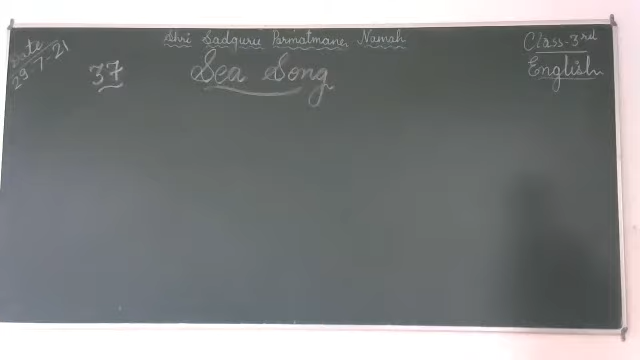 Shri Sadguru Parmatmane Namah
Date
29-7-21
Class-3rd
English
37 Sea Song